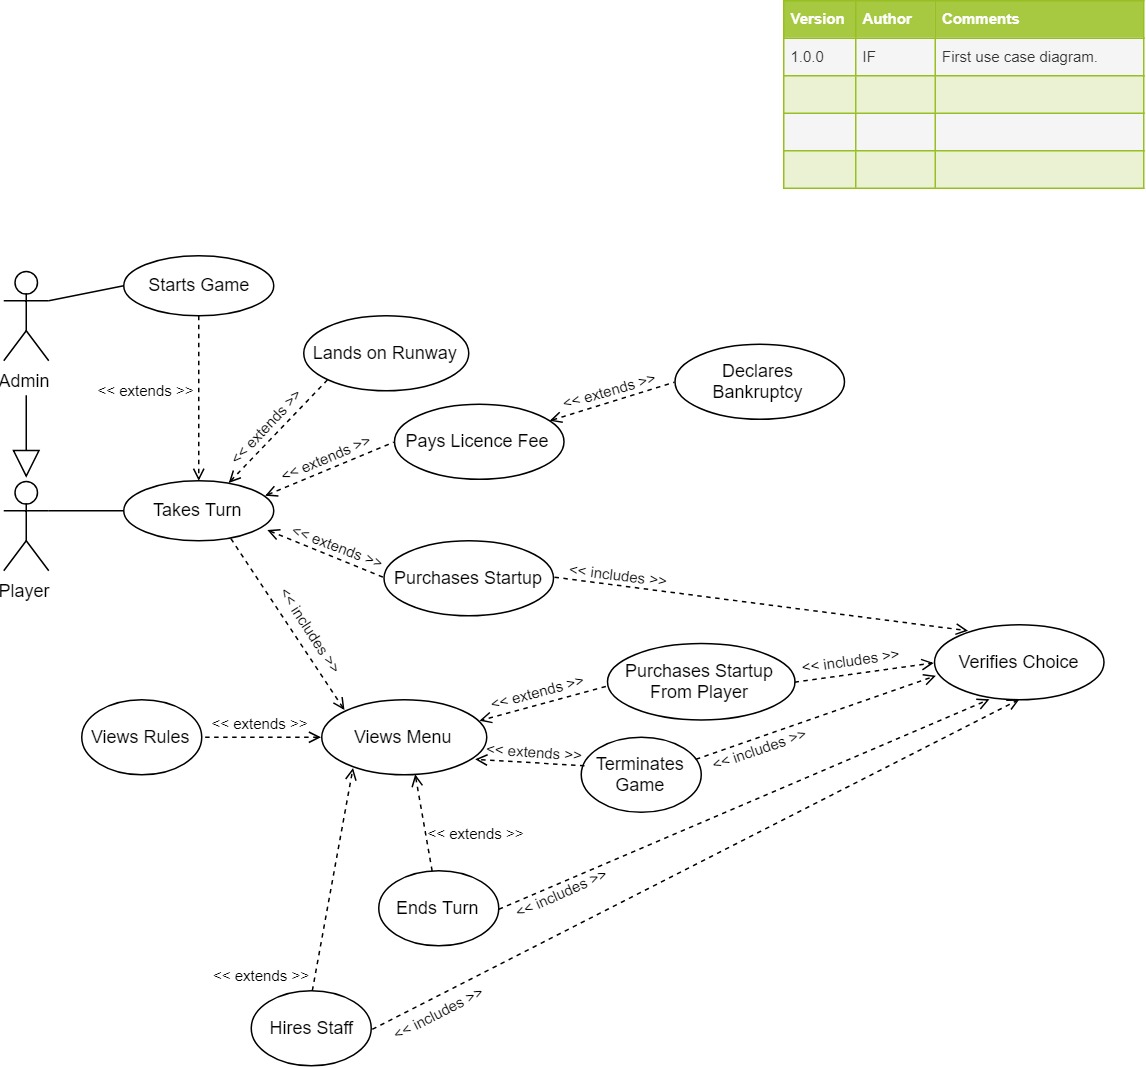 Version Author Comments
1.0.0 IF First use case diagram.
Starts Game
Admin
<< extends >>
Lands on Runway
<< extends >>
Declares
Bankruptcy
<< extends >>
Pays Licence Fee
<< extends >>
Takes Turn
Player
<< extends >>
Purchases Startup
<< includes >>
<< includes >>
Verifies Choice
Purchases Startup
From Player
<< includes >>
<< extends >>
Views Rules
<< extends >>
Views Menu
<< extends >>
Terminates
Game
<< includes >>
<< extends >>
Ends Turn
<< includes >>
<< extends >>
Hires Staff
<< includes >>